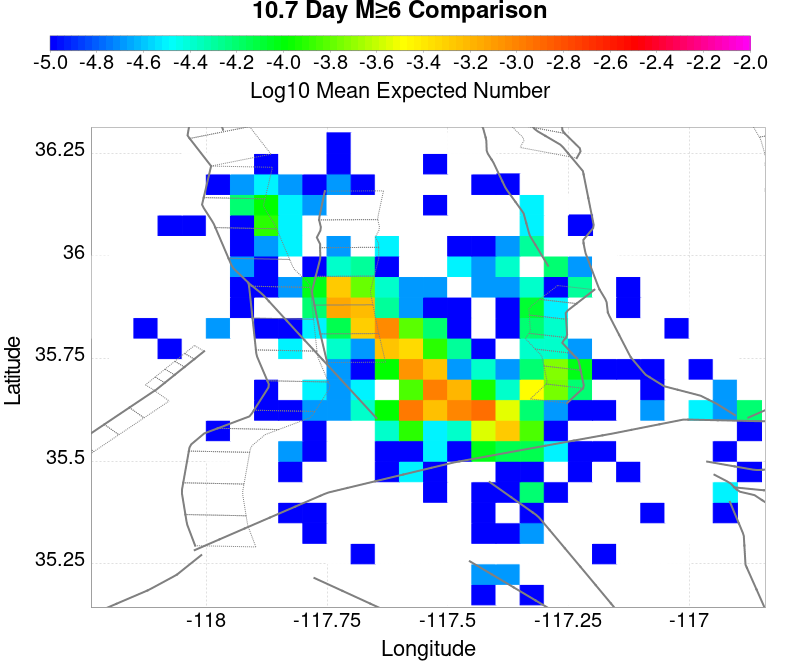 10.7 Day M≥6 Comparison
-5.0 -4.8 -4.6 -4.4 -4.2 -4.0 -3.8 -3.6 -3.4 -3.2 -3.0 -2.8 -2.6 -2.4 -2.2 -2.0
Log10 Mean Expected Number
36.25
36
35.75
35.5
35.25
Latitude
-118 -117.75 -117.5 -117.25 -117
Longitude